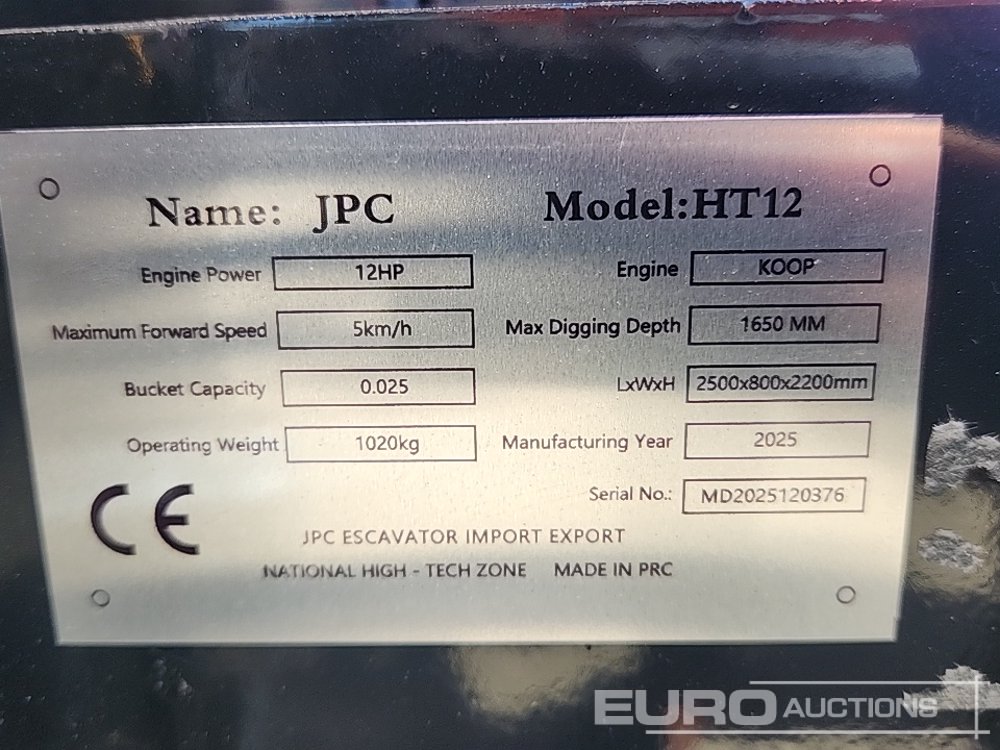 Name: JPC Model:HT12
Engine Power 12HP Engine KOOP
Maximum Forward Speed 5km/h Max Digging Depth 1650 MM
Bucket Capacity 0.025 LxWxH 2500x800x2200mm
Operating Weight 1020kg Manufacturing Year 2025
Serial No.: MD2025120376
CE
JPC ESCAVATOR IMPORT EXPORT
NATIONAL HIGH - TECH ZONE MADE IN PRC
EURO AUCTIONS